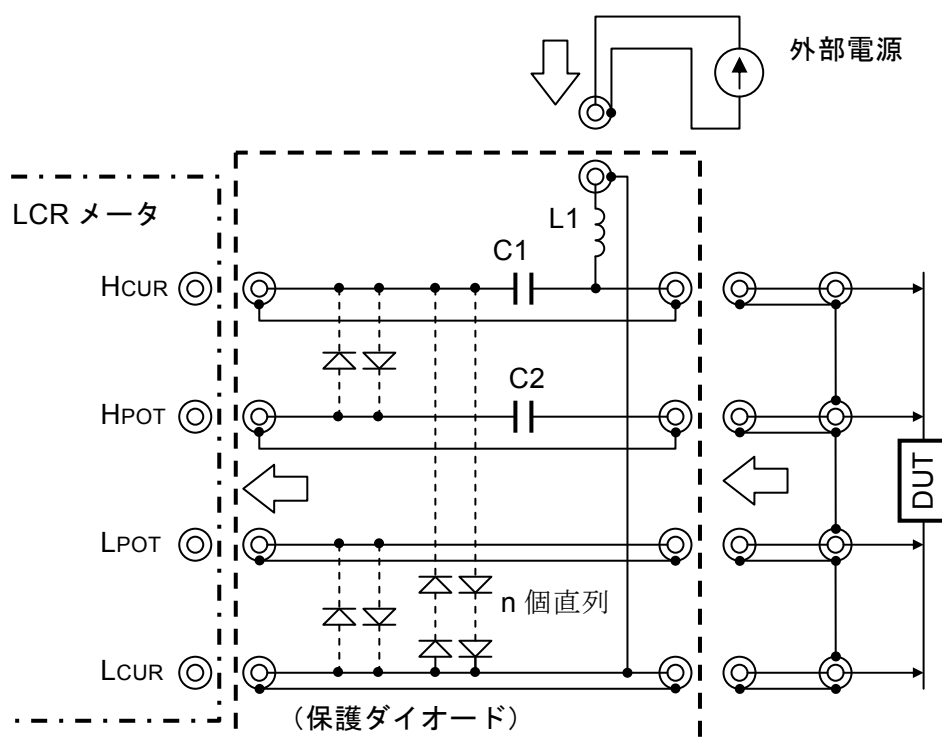 外部電源
LCR メータ
L1
C1
HCUR
C2
HPOT
DUT
LPOT
n 個直列
LCUR
（保護ダイオード）